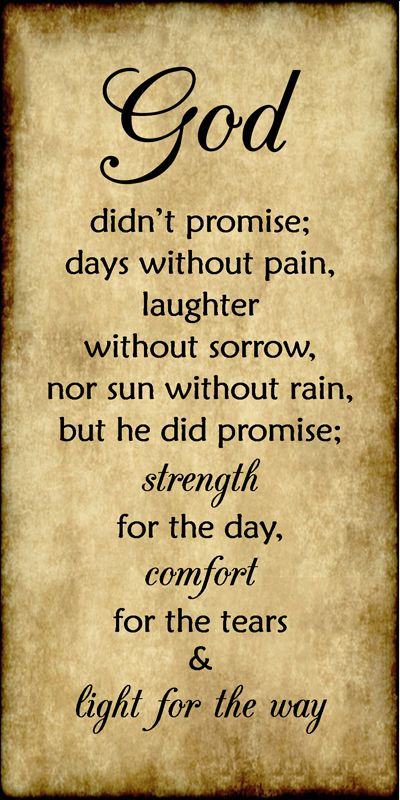 God
didn't promise;
days without pain,
laughter
without sorrow,
nor sun without rain,
but he did promise;
strength
for the day,
comfort
for the tears
&
light for the way